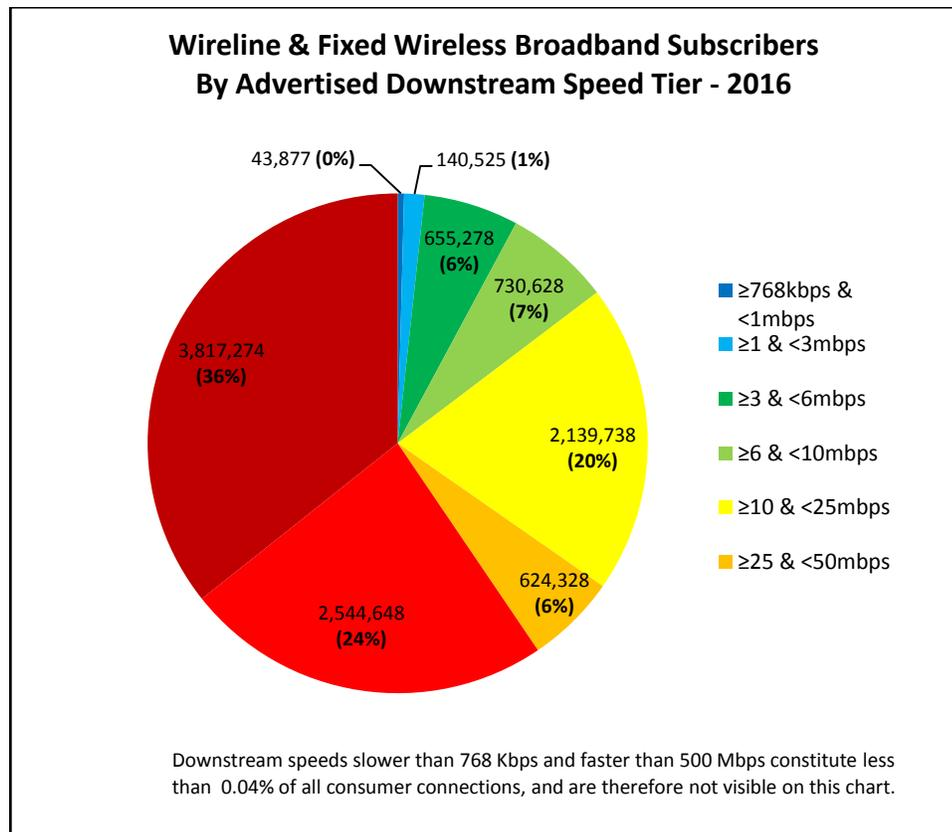 Wireline & Fixed Wireless Broadband Subscribers
By Advertised Downstream Speed Tier - 2016
43,877 (0%)
140,525 (1%)
655,278
(6%)
730,628
(7%)
3,817,274
(36%)
2,139,738
(20%)
624,328
(6%)
2,544,648
(24%)
≥768kbps &
<1mbps
≥1 & <3mbps
≥3 & <6mbps
≥6 & <10mbps
≥10 & <25mbps
≥25 & <50mbps
Downstream speeds slower than 768 Kbps and faster than 500 Mbps constitute less
than  0.04% of all consumer connections, and are therefore not visible on this chart.